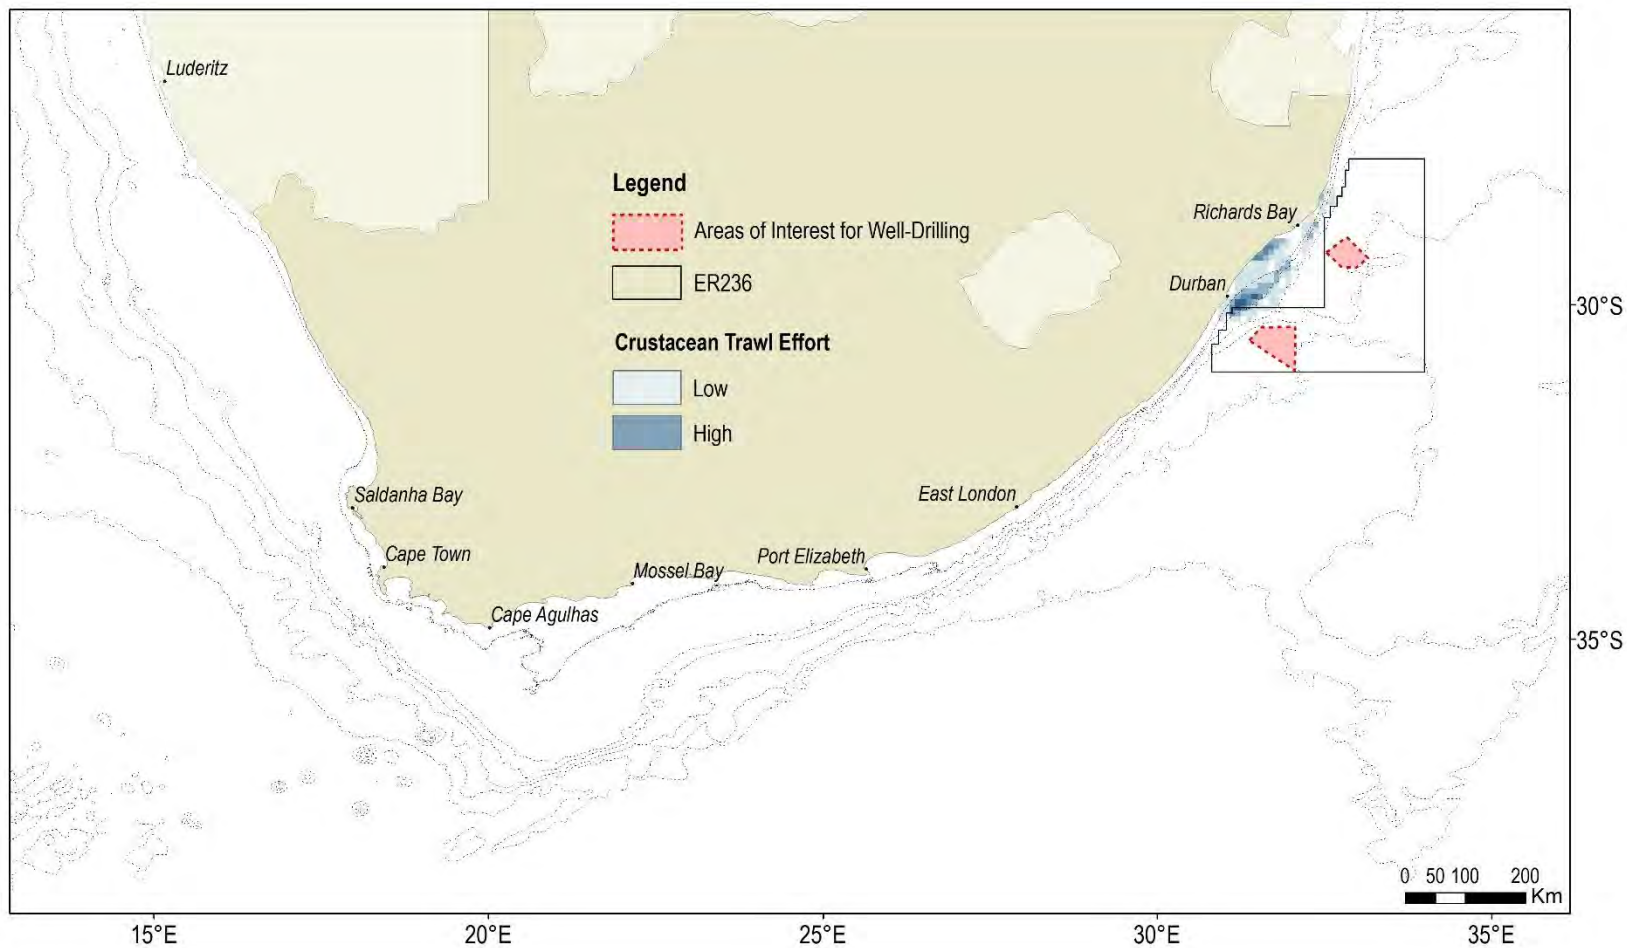 Luderitz
Legend
Areas of Interest for Well-Drilling
ER236
Crustacean Trawl Effort
Low
High
Richards Bay
Durban
30°S
Saldanha Bay
East London
Cape Town
Port Elizabeth
Mossel Bay
Cape Agulhas
35°S
0 50 100 200
Km
15°E 20°E 25°E 30°E 35°E